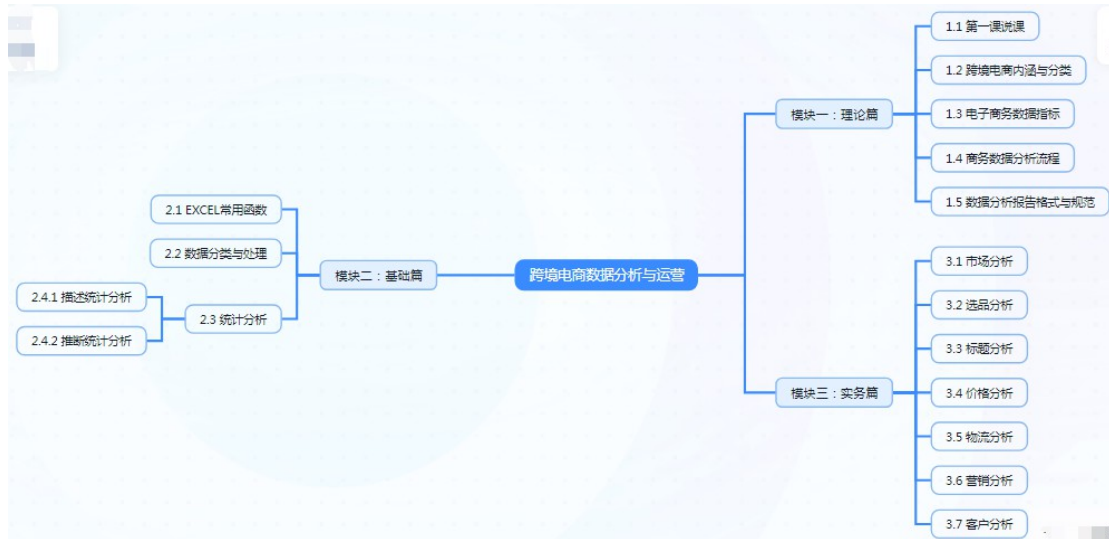 跨境电商数据分析与运营
模块一：理论篇
1.1 第一课说课
1.2 跨境电商内涵与分类
1.3 电子商务数据指标
1.4 商务数据分析流程
1.5 数据分析报告格式与规范
模块二：基础篇
2.1 EXCEL常用函数
2.2 数据分类与处理
2.3 统计分析
2.4.1 描述统计分析
2.4.2 推断统计分析
模块三：实务篇
3.1 市场分析
3.2 选品分析
3.3 标题分析
3.4 价格分析
3.5 物流分析
3.6 营销分析
3.7 客户分析